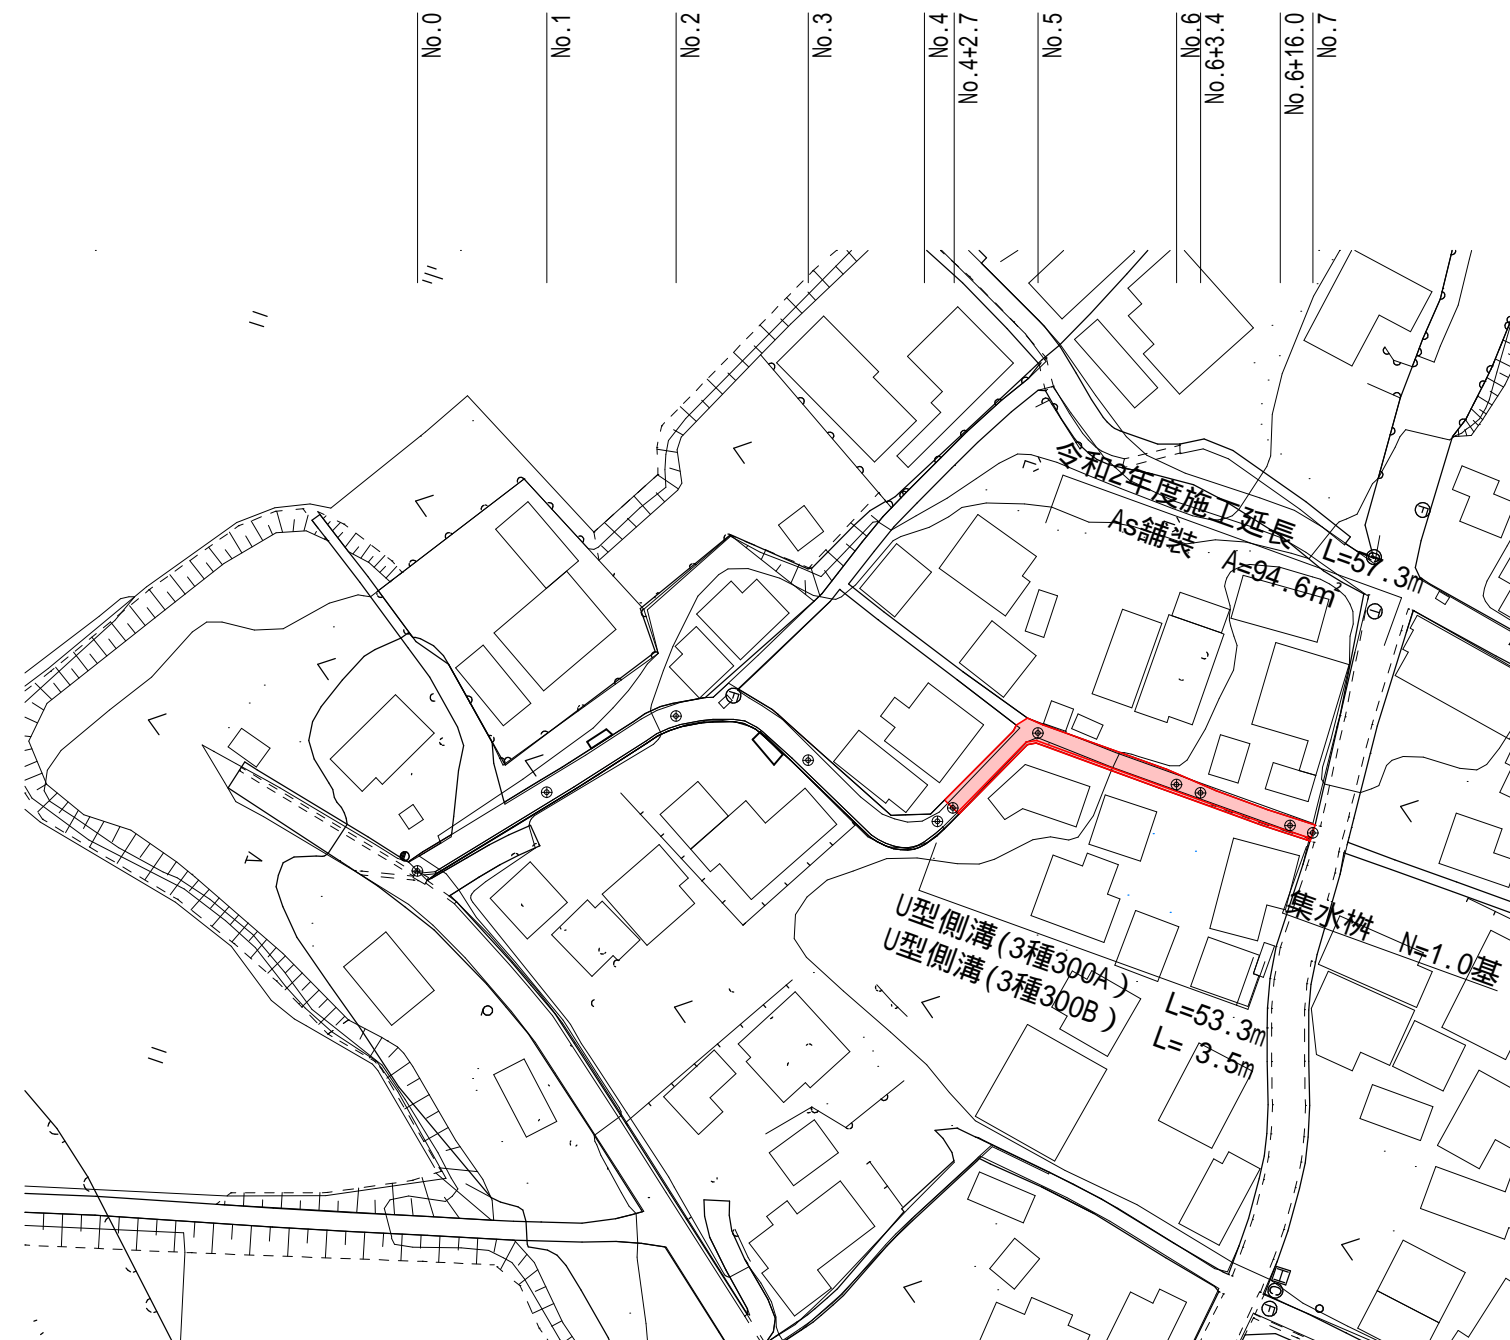 No.0
No.1
No.2
No.3
No.4
No.4+2.7
No.5
No.6
No.6+3.4
No.6+16.0
No.7
令和2年度施工延長 L=57.3m
As舗装 A=94.6m²
U型側溝(3種300A) L=53.3m
U型側溝(3種300B) L= 3.5m
集水桝 N=1.0基